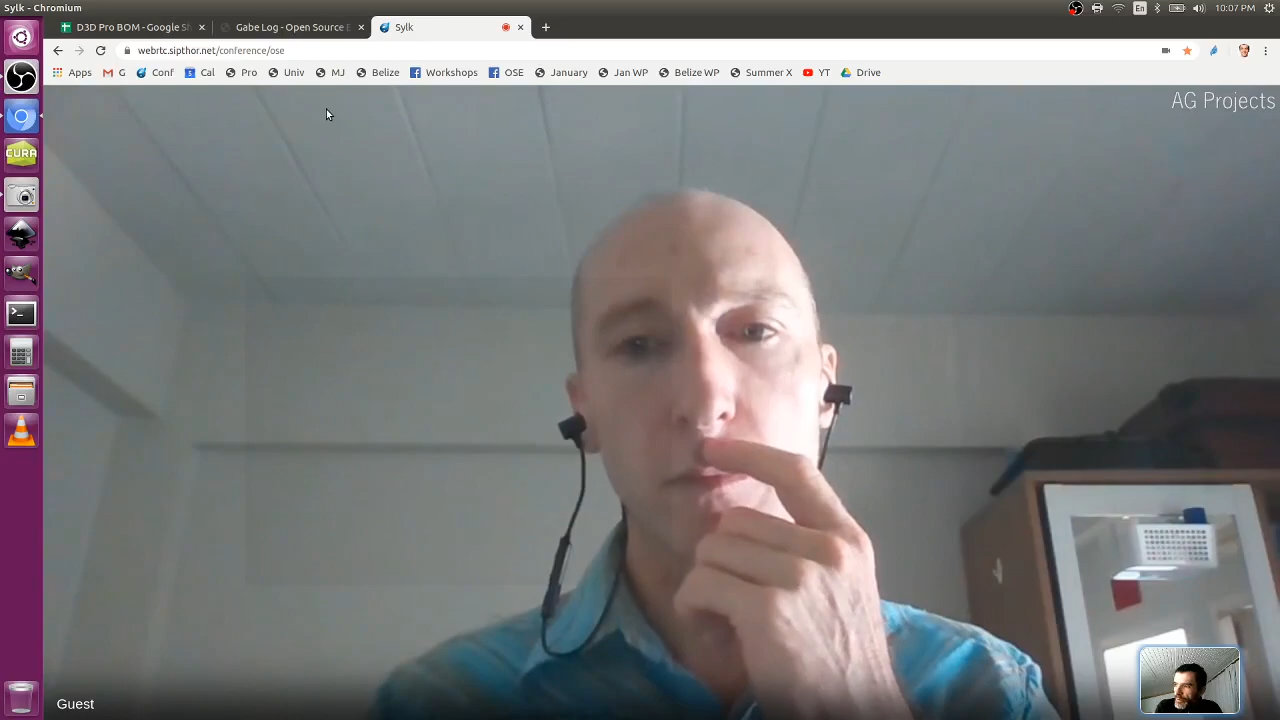 Sylk - Chromium
En
10:07 PM
D3D Pro BOM - Google Sh
Gabe Log - Open Source E
Sylk
webrtc.sipthor.net/conference/ose
Apps G Conf Cal Pro Univ MJ Belize Workshops OSE January Jan WP Belize WP Summer X YT Drive
AG Projects
CURA
Guest